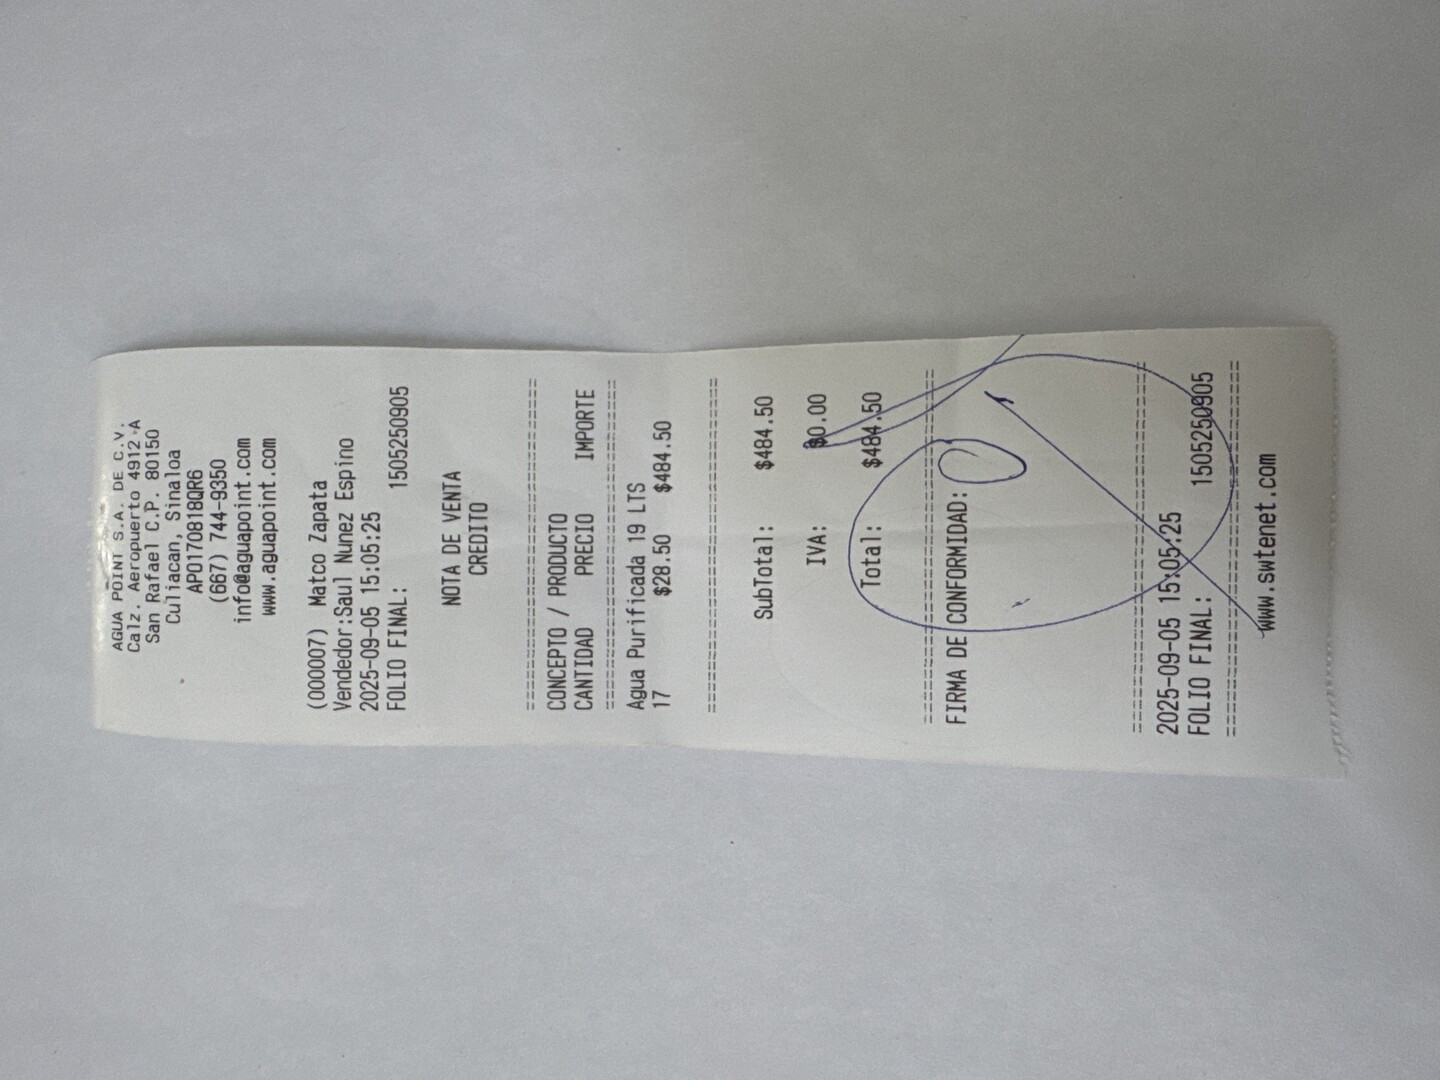 AGUA POINT S.A. DE C.V.
Calz. Aeropuerto 4912-A
San Rafael C.P. 80150
Culiacan, Sinaloa
APO170818QR6
(667) 744-9350
info@aguapoint.com
www.aguapoint.com
(000007) Matco Zapata
Vendedor:Saul Nunez Espino
2025-09-05 15:05:25
FOLIO FINAL: 1505250905
NOTA DE VENTA
CREDITO
==============================
CONCEPTO / PRODUCTO
CANTIDAD PRECIO IMPORTE
==============================
Agua Purificada 19 LTS
17 $28.50 $484.50
==============================
SubTotal: $484.50
IVA: $0.00
Total: $484.50
==============================
FIRMA DE CONFORMIDAD:
==============================
2025-09-05 15:05:25
FOLIO FINAL: 1505250905
==============================
www.swtenet.com